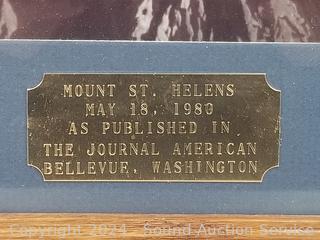 MOUNT ST. HELENS
MAY 18, 1980
AS PUBLISHED IN
THE JOURNAL AMERICAN
BELLEVUE, WASHINGTON
Copyright 2024 - Sound Auction Service